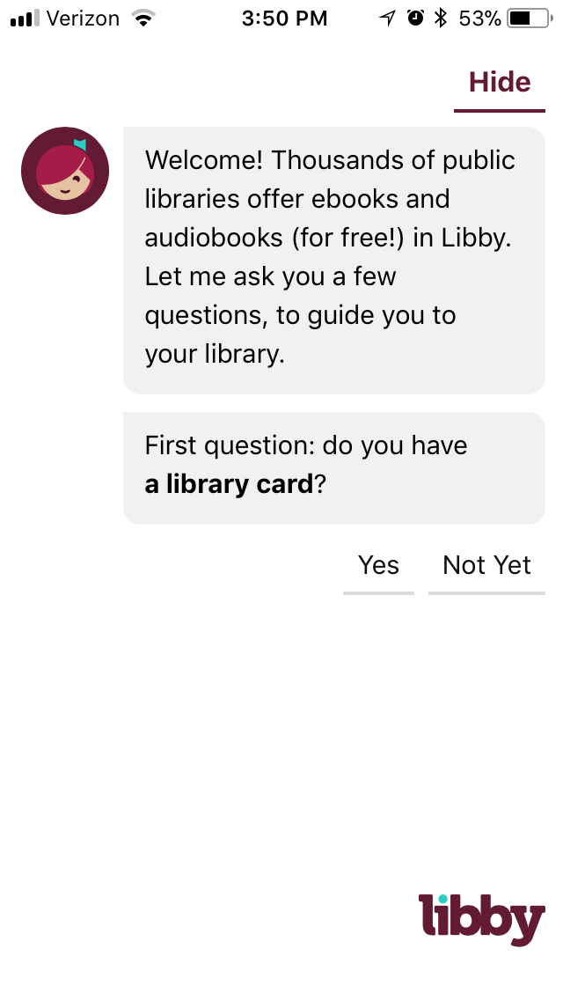 Verizon 3:50 PM 53%
Hide
Welcome! Thousands of public
libraries offer ebooks and
audiobooks (for free!) in Libby.
Let me ask you a few
questions, to guide you to
your library.
First question: do you have
a library card?
Yes Not Yet
libby